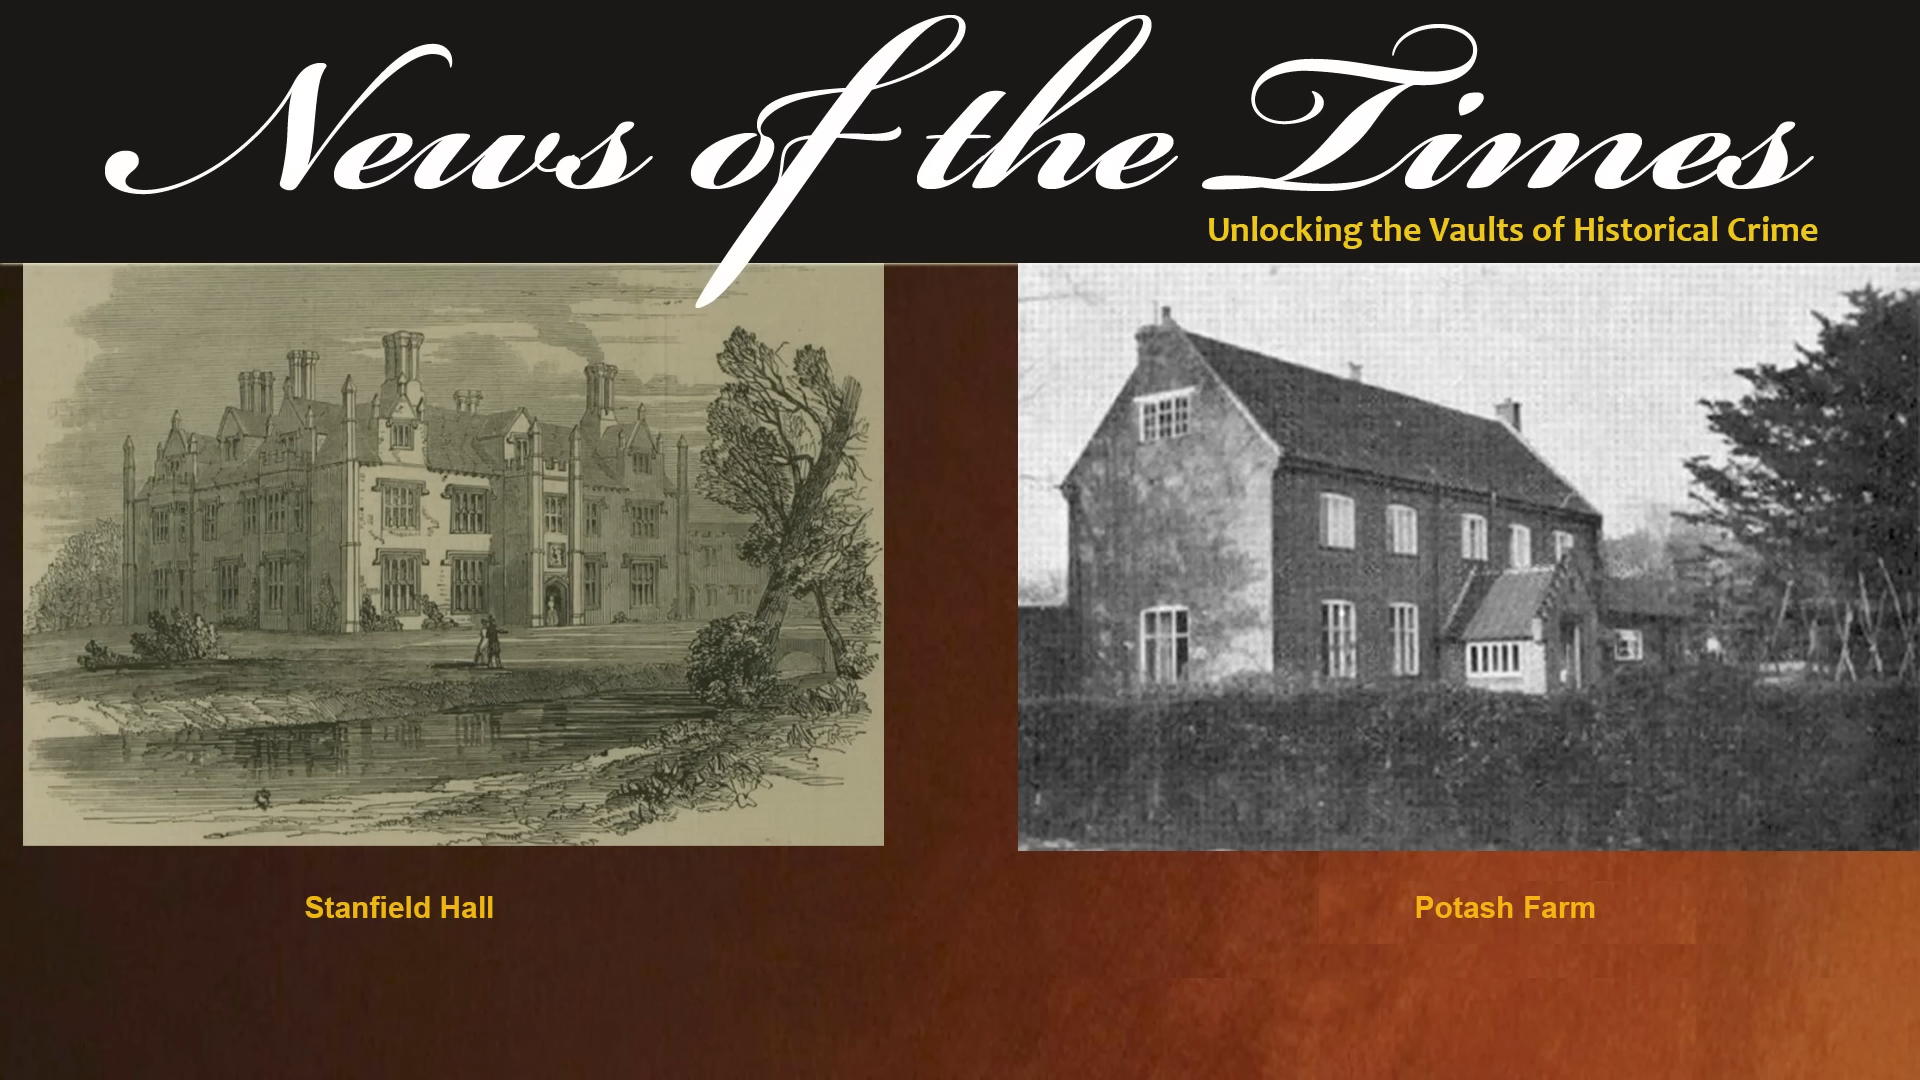 News of the Times
Unlocking the Vaults of Historical Crime
Stanfield Hall
Potash Farm